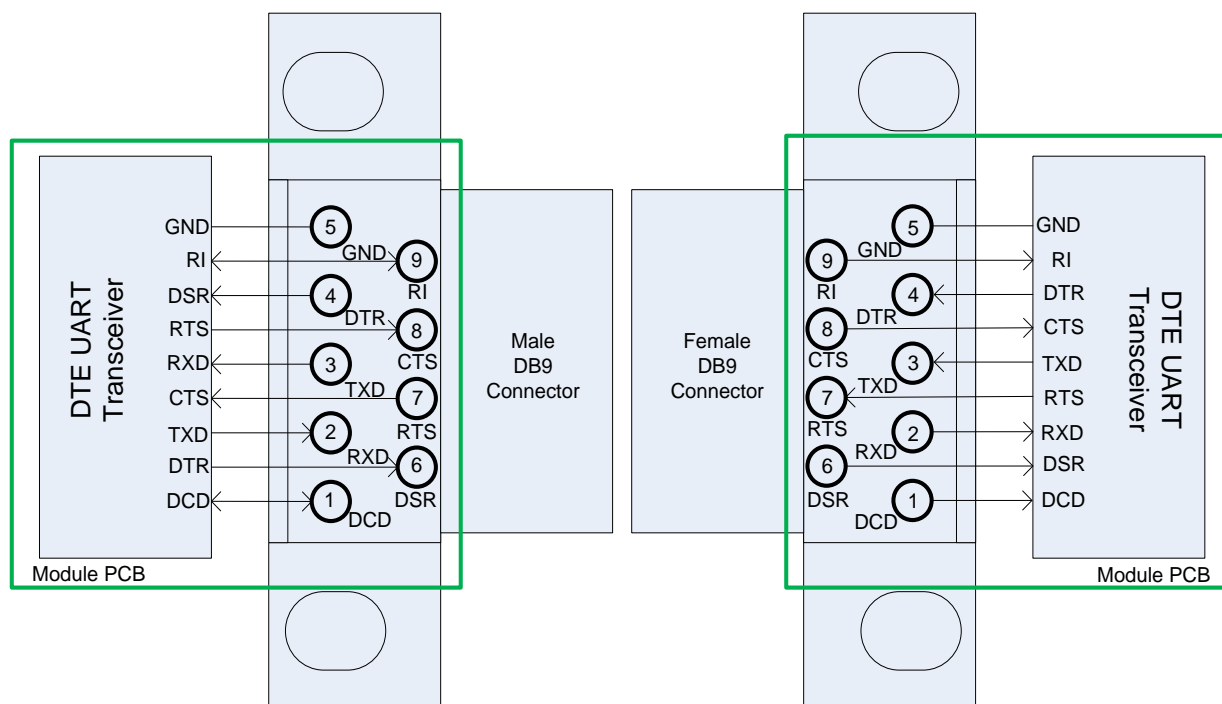 DTE UART
Transceiver
GND
RI
DSR
RTS
RXD
CTS
TXD
DTR
DCD
Module PCB
5
GND
9
RI
4
DTR
8
CTS
3
TXD
7
RTS
2
RXD
6
DSR
1
DCD
Male
DB9
Connector
Female
DB9
Connector
5
GND
9
RI
4
DTR
8
CTS
3
TXD
7
RTS
2
RXD
6
DSR
1
DCD
GND
RI
DTR
CTS
TXD
RTS
RXD
DSR
DCD
DTE UART
Transceiver
Module PCB